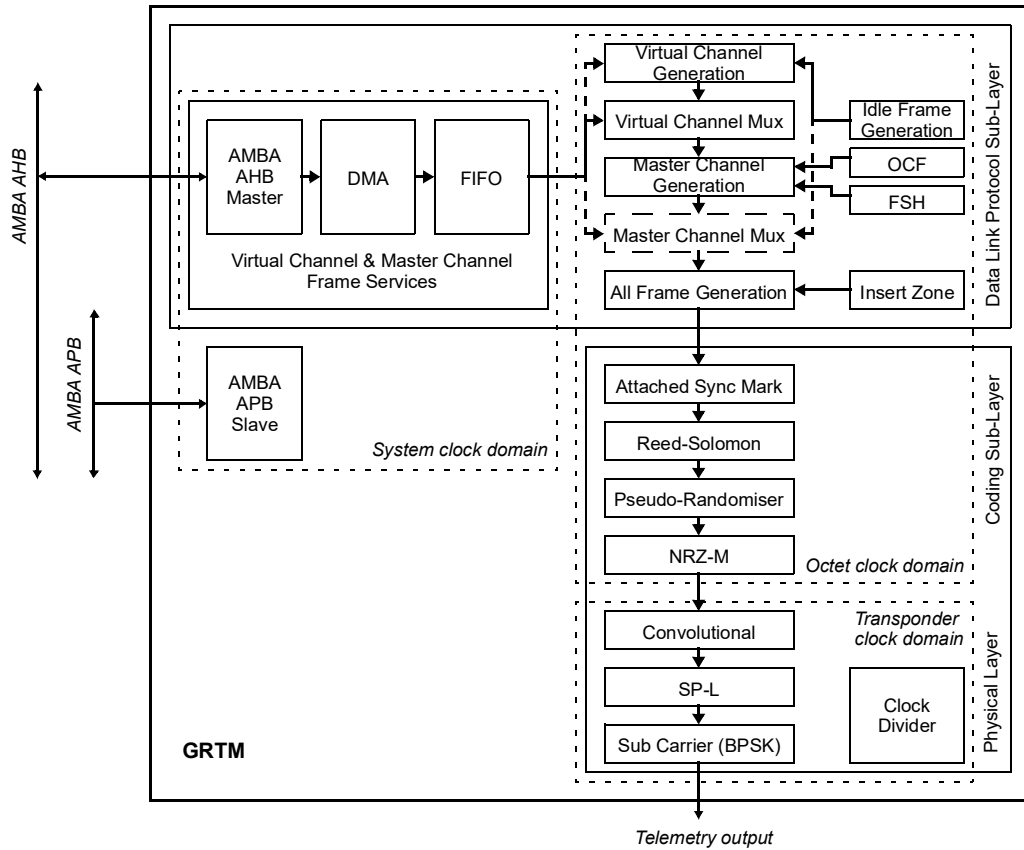 AMBA AHB
AMBA APB
AMBA
AHB
Master
DMA
FIFO
Virtual Channel & Master Channel
Frame Services
AMBA
APB
Slave
System clock domain
Virtual Channel
Generation
Virtual Channel Mux
Master Channel
Generation
Master Channel Mux
All Frame Generation
Idle Frame
Generation
OCF
FSH
Insert Zone
Data Link Protocol Sub-Layer
Attached Sync Mark
Reed-Solomon
Pseudo-Randomiser
NRZ-M
Octet clock domain
Coding Sub-Layer
Convolutional
SP-L
Sub Carrier (BPSK)
Transponder
clock domain
Clock
Divider
Physical Layer
GRTM
Telemetry output